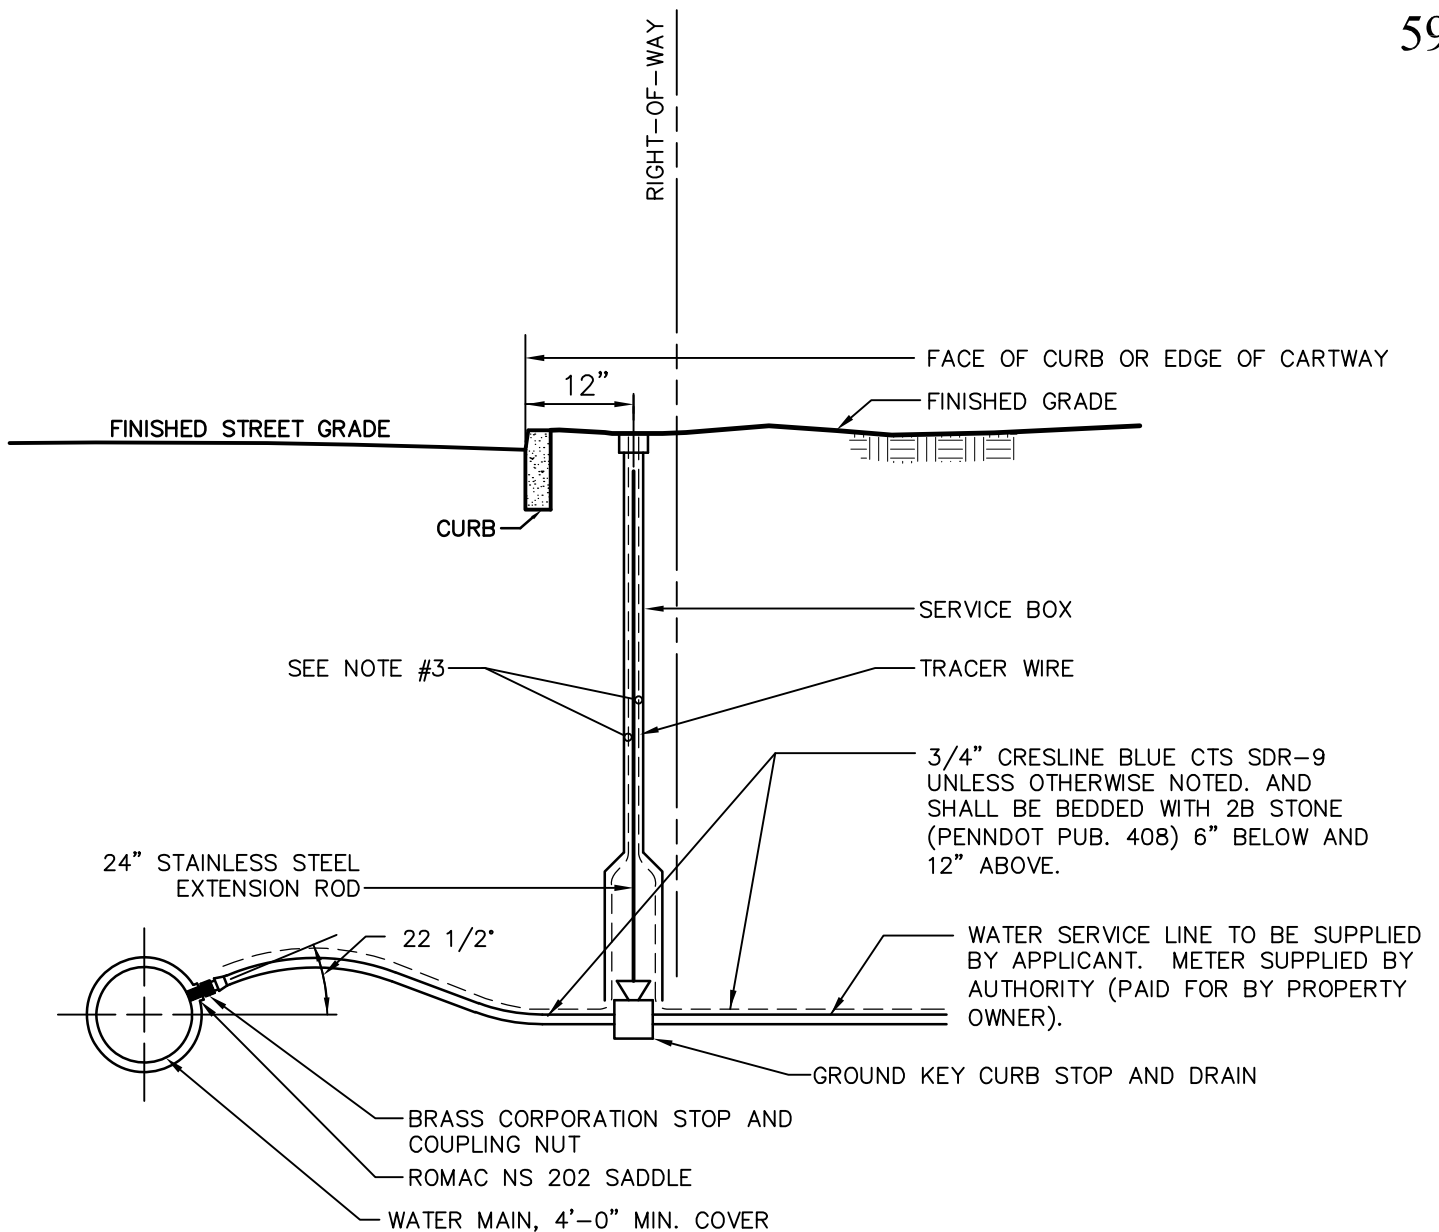 59
RIGHT-OF-WAY
FACE OF CURB OR EDGE OF CARTWAY
12"
FINISHED GRADE
FINISHED STREET GRADE
CURB
SERVICE BOX
SEE NOTE #3
TRACER WIRE
3/4" CRESLINE BLUE CTS SDR-9
UNLESS OTHERWISE NOTED. AND
SHALL BE BEDDED WITH 2B STONE
(PENNDOT PUB. 408) 6" BELOW AND
12" ABOVE.
24" STAINLESS STEEL
EXTENSION ROD
22 1/2°
WATER SERVICE LINE TO BE SUPPLIED
BY APPLICANT. METER SUPPLIED BY
AUTHORITY (PAID FOR BY PROPERTY
OWNER).
GROUND KEY CURB STOP AND DRAIN
BRASS CORPORATION STOP AND
COUPLING NUT
ROMAC NS 202 SADDLE
WATER MAIN, 4'-0" MIN. COVER